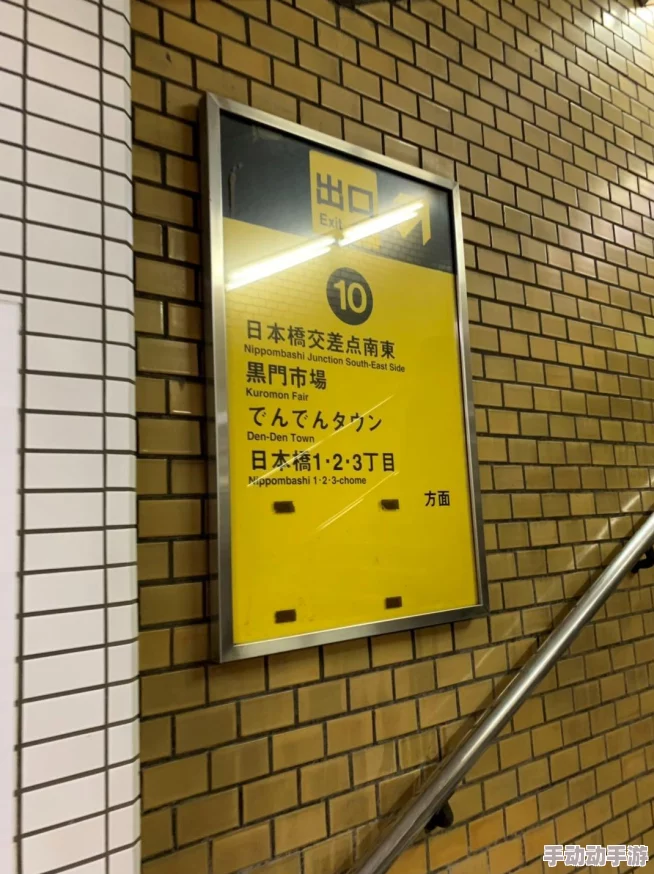 出口
Exit
10
日本橋交差点南東
Nippombashi Junction South-East Side
黒門市場
Kuromon Fair
でんでんタウン
Den-Den Town
日本橋1·2·3丁目
Nippombashi 1·2·3-chome
方面
手动动手游